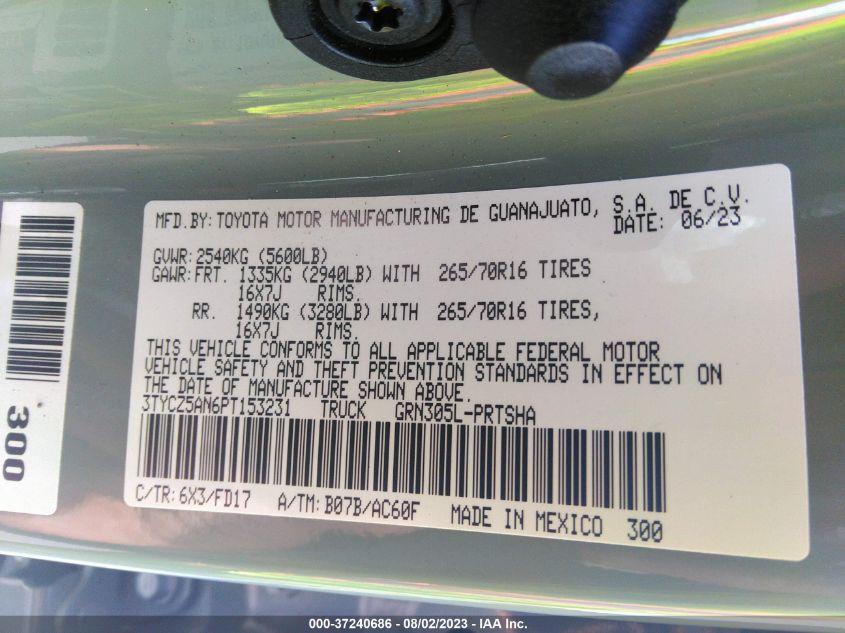 MFD.BY: TOYOTA MOTOR MANUFACTURING DE GUANAJUATO, S.A. DE C.V.
DATE: 06/23
GVWR: 2540KG (5600LB)
GAWR: FRT. 1335KG (2940LB) WITH 265/70R16 TIRES
16X7J RIMS.
RR. 1490KG (3280LB) WITH 265/70R16 TIRES,
16X7J RIMS.
THIS VEHICLE CONFORMS TO ALL APPLICABLE FEDERAL MOTOR
VEHICLE SAFETY AND THEFT PREVENTION STANDARDS IN EFFECT ON
THE DATE OF MANUFACTURE SHOWN ABOVE.
3TYCZ5AN6PT153231 TRUCK GRN305L-PRTSHA
C/TR: 6X3/FD17 A/TM: B07B/AC60F MADE IN MEXICO 300
300
000-37240686 - 08/02/2023 - IAA Inc.